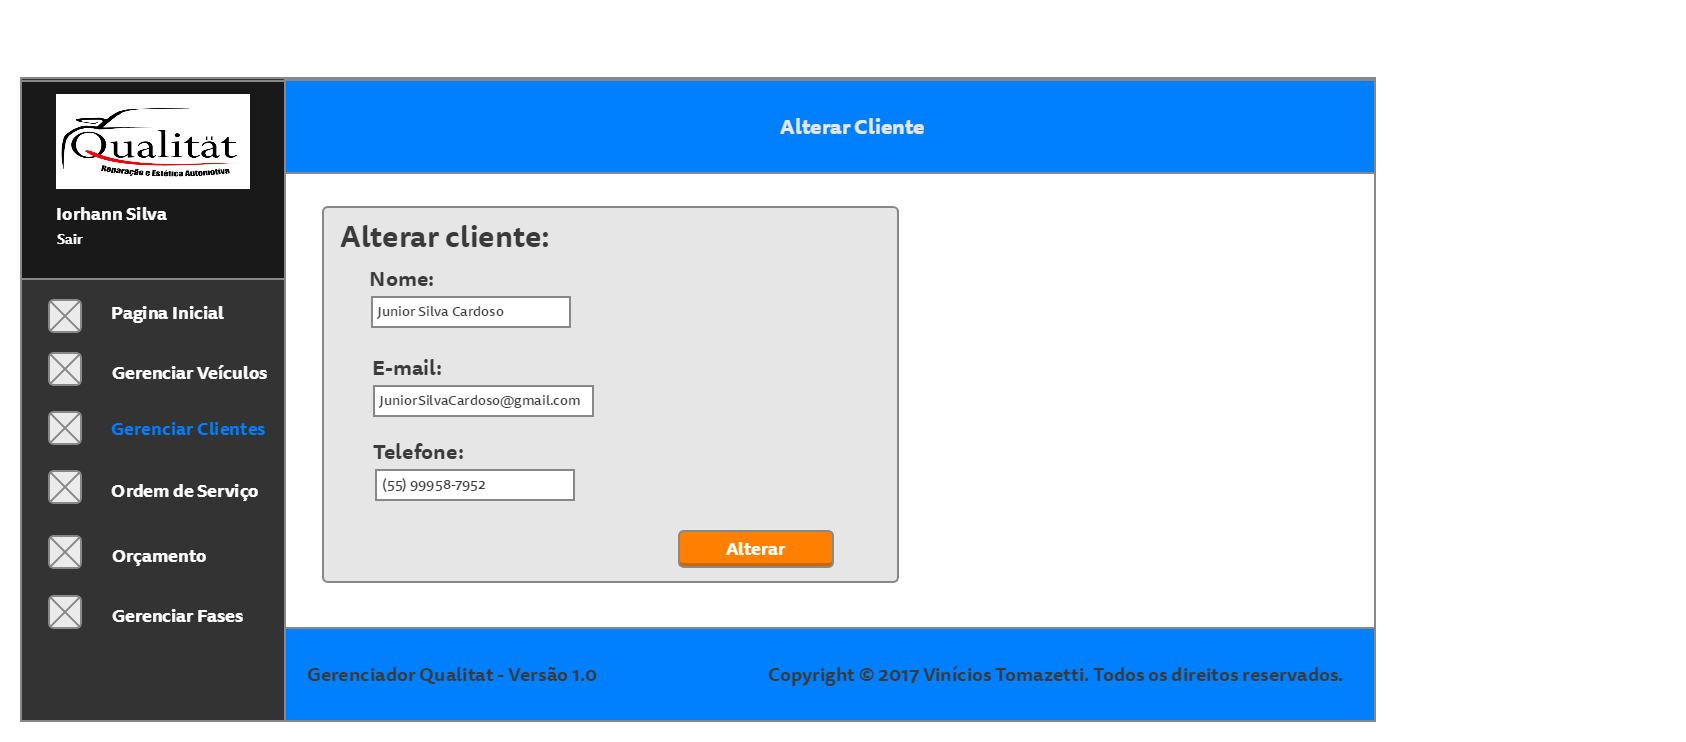 Qualität
Reparação e Estética Automotiva
Iorhann Silva
Sair
Pagina Inicial
Gerenciar Veículos
Gerenciar Clientes
Ordem de Serviço
Orçamento
Gerenciar Fases
Alterar Cliente
Alterar cliente:
Nome:
Junior Silva Cardoso
E-mail:
JuniorSilvaCardoso@gmail.com
Telefone:
(55) 99958-7952
Alterar
Gerenciador Qualitat - Versão 1.0
Copyright © 2017 Vinícios Tomazetti. Todos os direitos reservados.